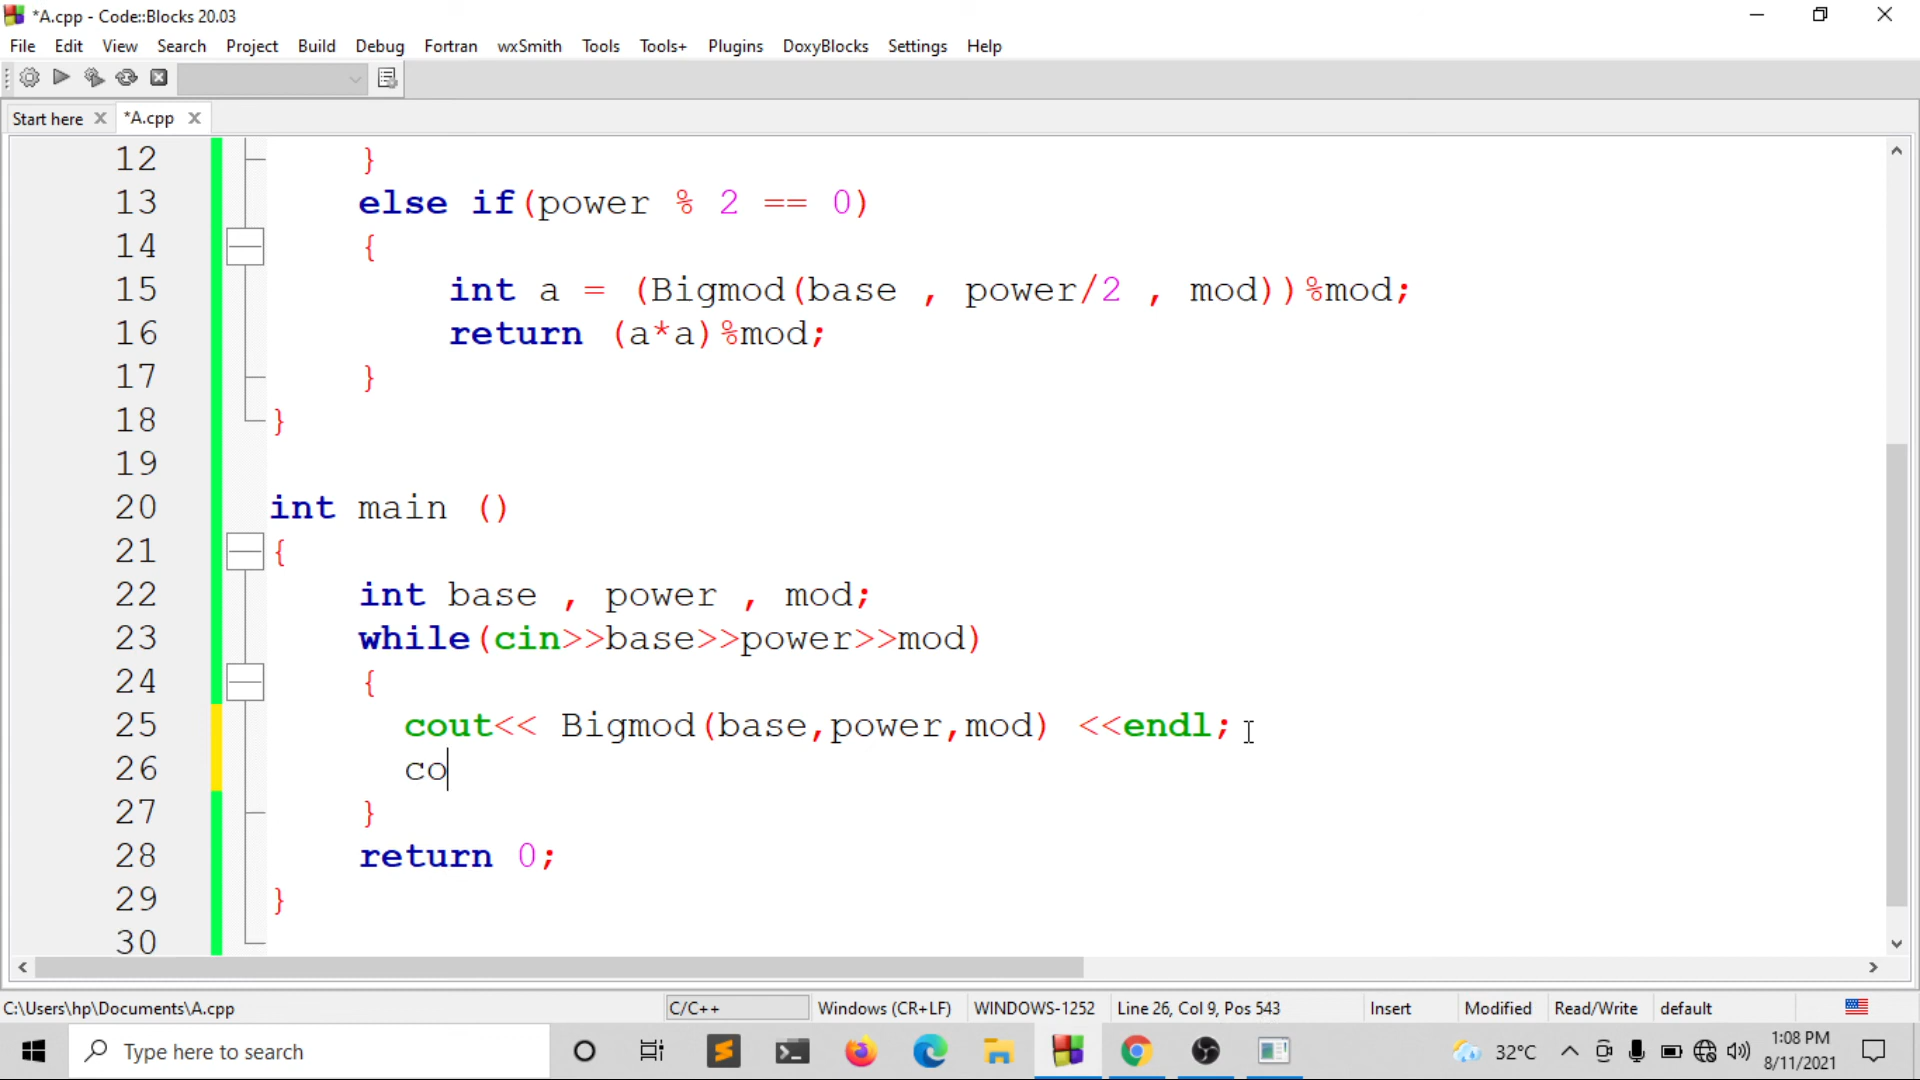 *A.cpp - Code::Blocks 20.03
File Edit View Search Project Build Debug Fortran wxSmith Tools Tools+ Plugins DoxyBlocks Settings Help
Start here *A.cpp
12 }
13 else if(power % 2 == 0)
14 {
15 int a = (Bigmod(base , power/2 , mod))%mod;
16 return (a*a)%mod;
17 }
18 }
19
20 int main ()
21 {
22 int base , power , mod;
23 while(cin>>base>>power>>mod)
24 {
25 cout<< Bigmod(base,power,mod) <<endl;
26 co
27 }
28 return 0;
29 }
30
C:\Users\hp\Documents\A.cpp C/C++ Windows (CR+LF) WINDOWS-1252 Line 26, Col 9, Pos 543 Insert Modified Read/Write default
Type here to search 32°C 1:08 PM
8/11/2021